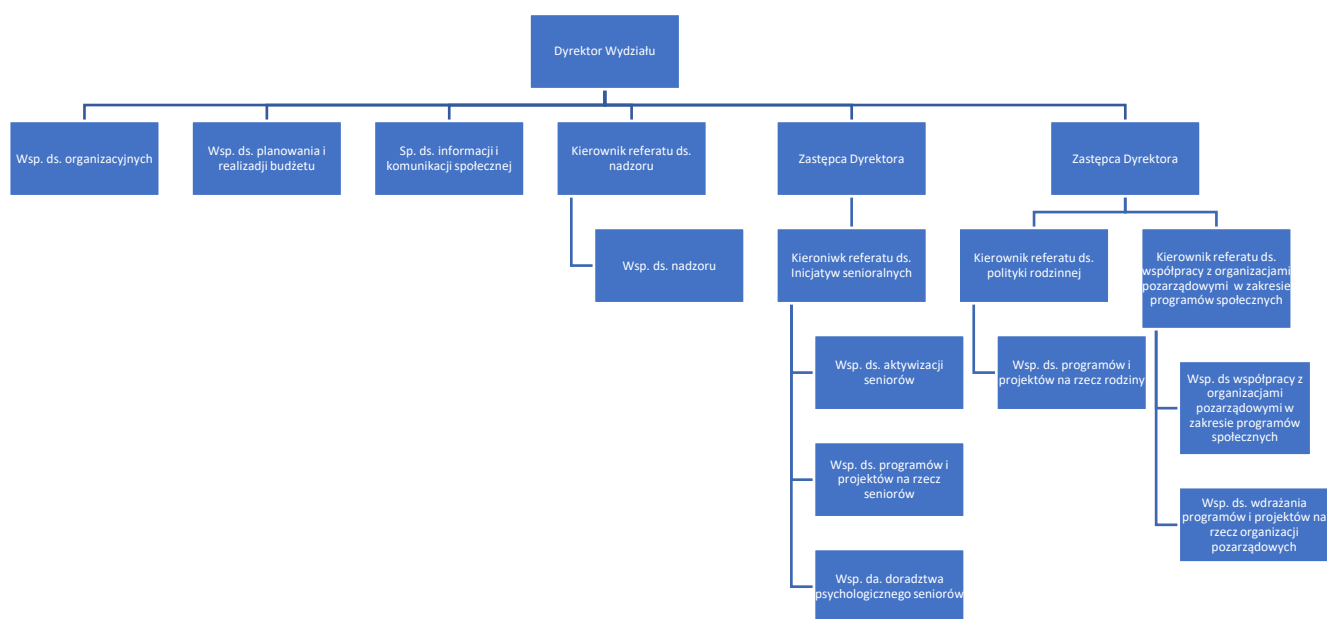 Dyrektor Wydziału
Wsp. ds. organizacyjnych
Wsp. ds. planowania i
realizadji budżetu
Sp. ds. informacji i
komunikacji społecznej
Kierownik referatu ds.
nadzoru
Zastępca Dyrektora
Zastępca Dyrektora
Wsp. ds. nadzoru
Kieroniwk referatu ds.
Inicjatyw senioralnych
Kierownik referatu ds.
polityki rodzinnej
Kierownik referatu ds.
współpracy z organizacjami
pozarządowymi w zakresie
programów społecznych
Wsp. ds. aktywizacji
seniorów
Wsp. ds. programów i
projektów na rzecz rodziny
Wsp. ds współpracy z
organizacjami
pozarządowymi w
zakresie programów
społecznych
Wsp. ds. programów i
projektów na rzecz
seniorów
Wsp. ds. wdrażania
programów i projektów na
rzecz organizacji
pozarządowych
Wsp. da. doradztwa
psychologicznego seniorów